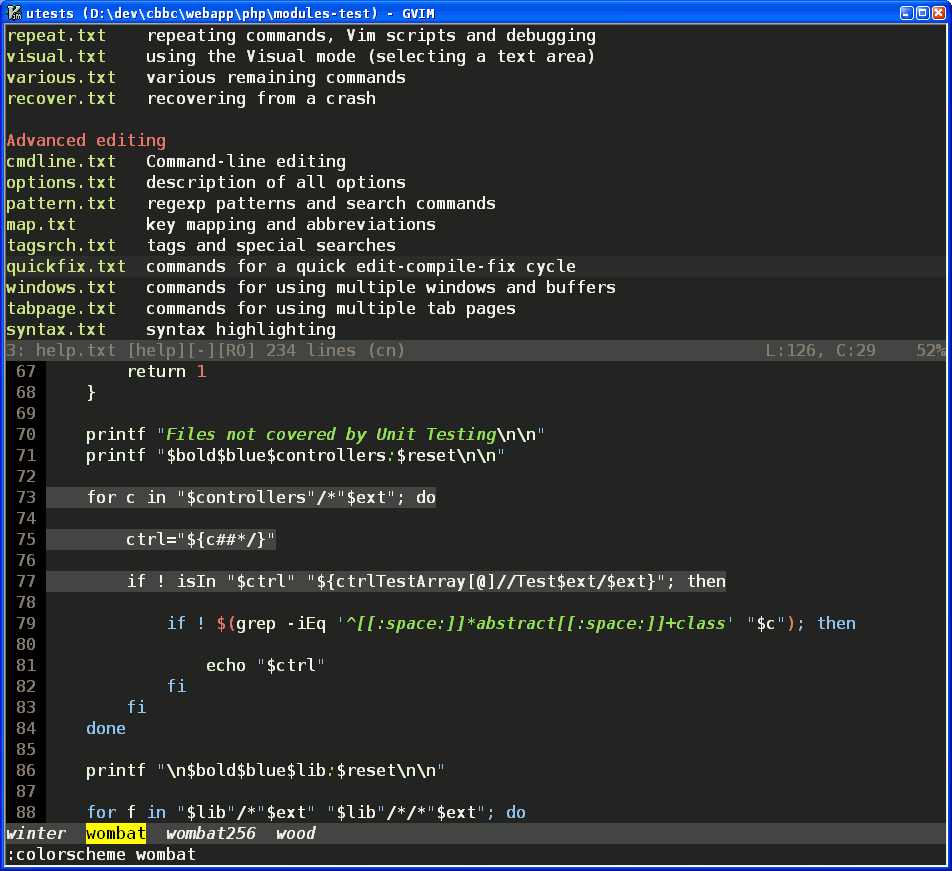 utests (D:\dev\cbbc\webapp\php\modules-test) - GVIM
repeat.txt    repeating commands, Vim scripts and debugging
visual.txt    using the Visual mode (selecting a text area)
various.txt   various remaining commands
recover.txt   recovering from a crash
Advanced editing
cmdline.txt   Command-line editing
options.txt   description of all options
pattern.txt   regexp patterns and search commands
map.txt       key mapping and abbreviations
tagsrch.txt   tags and special searches
quickfix.txt  commands for a quick edit-compile-fix cycle
windows.txt   commands for using multiple windows and buffers
tabpage.txt   commands for using multiple tab pages
syntax.txt    syntax highlighting
3: help.txt [help][-][RO] 234 lines (cn)                                    L:126, C:29    52%
67         return 1
68     }
69
70     printf "Files not covered by Unit Testing\n\n"
71     printf "$bold$blue$controllers:$reset\n\n"
72
73     for c in "$controllers"/*"$ext"; do
74
75         ctrl="${c##*/}"
76
77         if ! isIn "$ctrl" "${ctrlTestArray[@]//Test$ext/$ext}"; then
78
79             if ! $(grep -iEq '^[[:space:]]*abstract[[:space:]]+class' "$c"); then
80
81                 echo "$ctrl"
82             fi
83         fi
84     done
85
86     printf "\n$bold$blue$lib:$reset\n\n"
87
88     for f in "$lib"/*"$ext" "$lib"/*/*"$ext"; do
winter  wombat  wombat256  wood
:colorscheme wombat